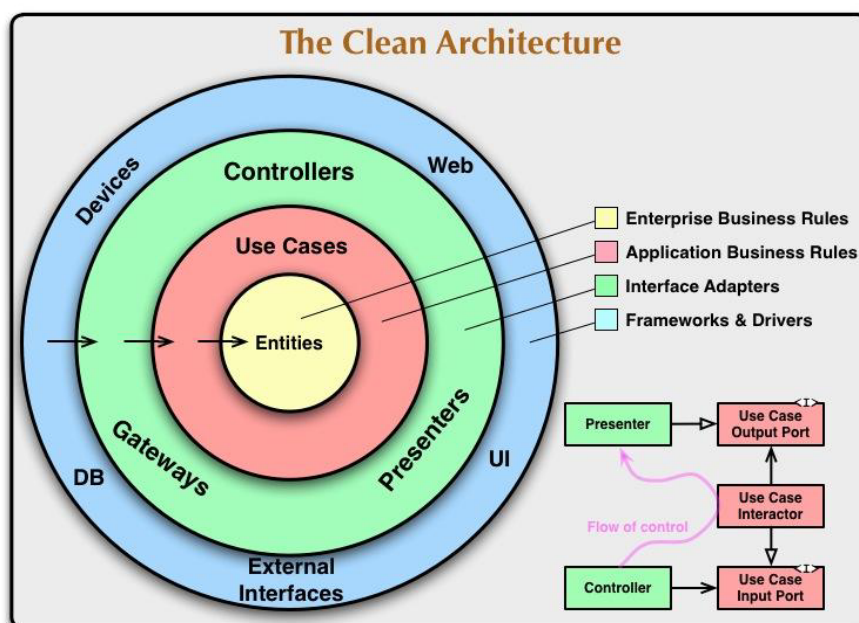 The Clean Architecture
Devices
Web
Controllers
Use Cases
Entities
Gateways
Presenters
DB
UI
External
Interfaces
Enterprise Business Rules
Application Business Rules
Interface Adapters
Frameworks & Drivers
Presenter
<I>
Use Case
Output Port
Use Case
Interactor
Flow of control
Controller
<I>
Use Case
Input Port